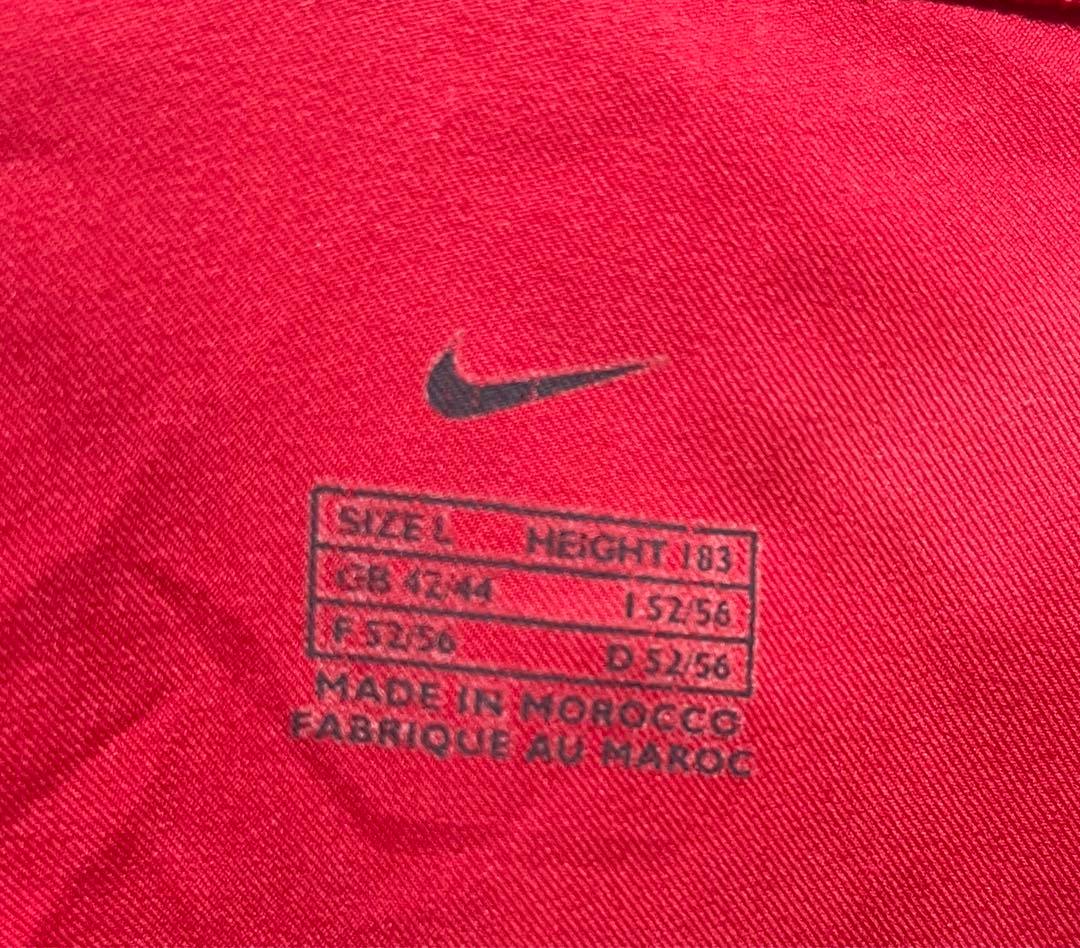 SIZE L HEIGHT 183
GB 42/44 I 52/56
F 52/56 D 52/56
MADE IN MOROCCO
FABRIQUE AU MAROC